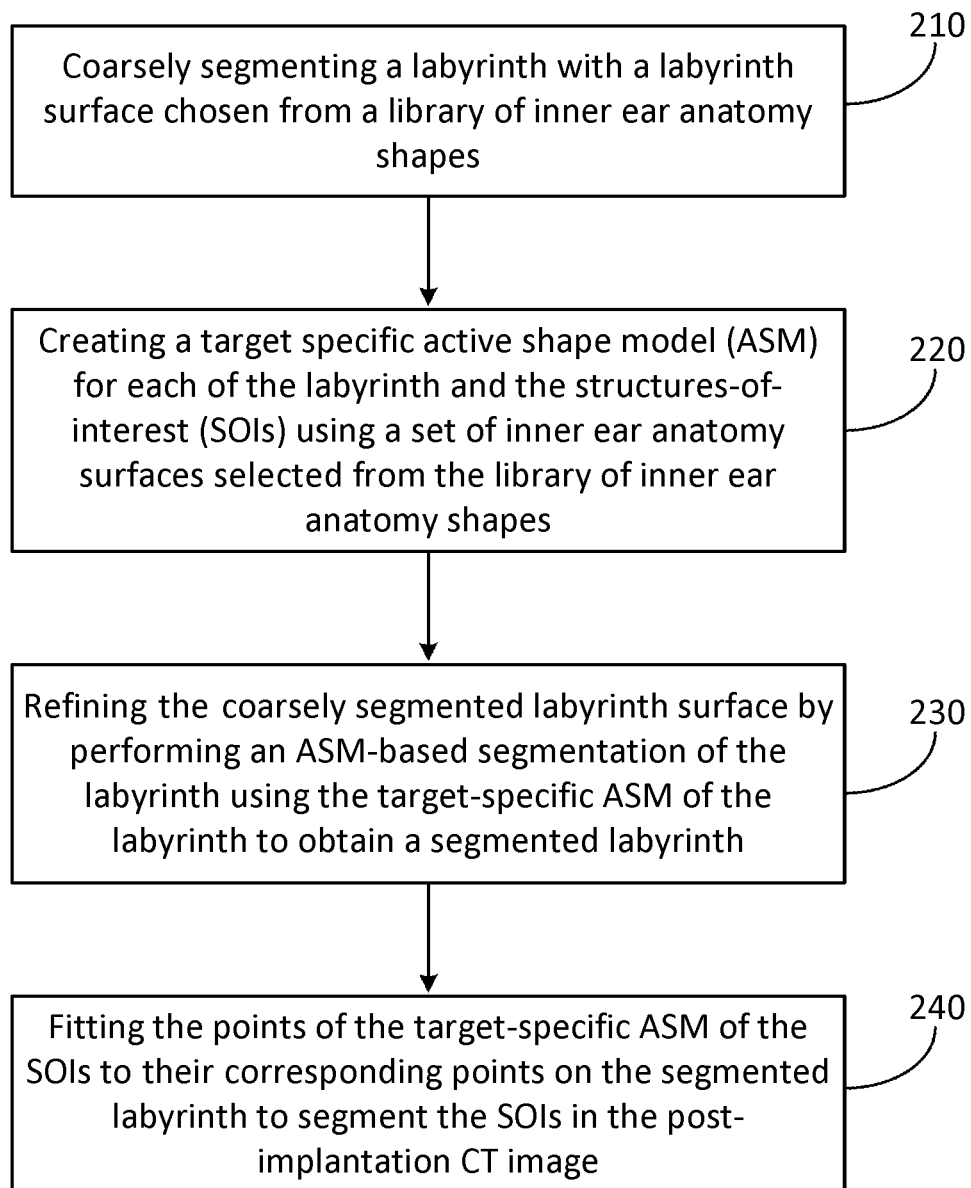 210
Coarsely segmenting a labyrinth with a labyrinth
surface chosen from a library of inner ear anatomy
shapes
220
Creating a target specific active shape model (ASM)
for each of the labyrinth and the structures-of-
interest (SOIs) using a set of inner ear anatomy
surfaces selected from the library of inner ear
anatomy shapes
230
Refining the coarsely segmented labyrinth surface by
performing an ASM-based segmentation of the
labyrinth using the target-specific ASM of the
labyrinth to obtain a segmented labyrinth
240
Fitting the points of the target-specific ASM of the
SOIs to their corresponding points on the segmented
labyrinth to segment the SOIs in the post-
implantation CT image